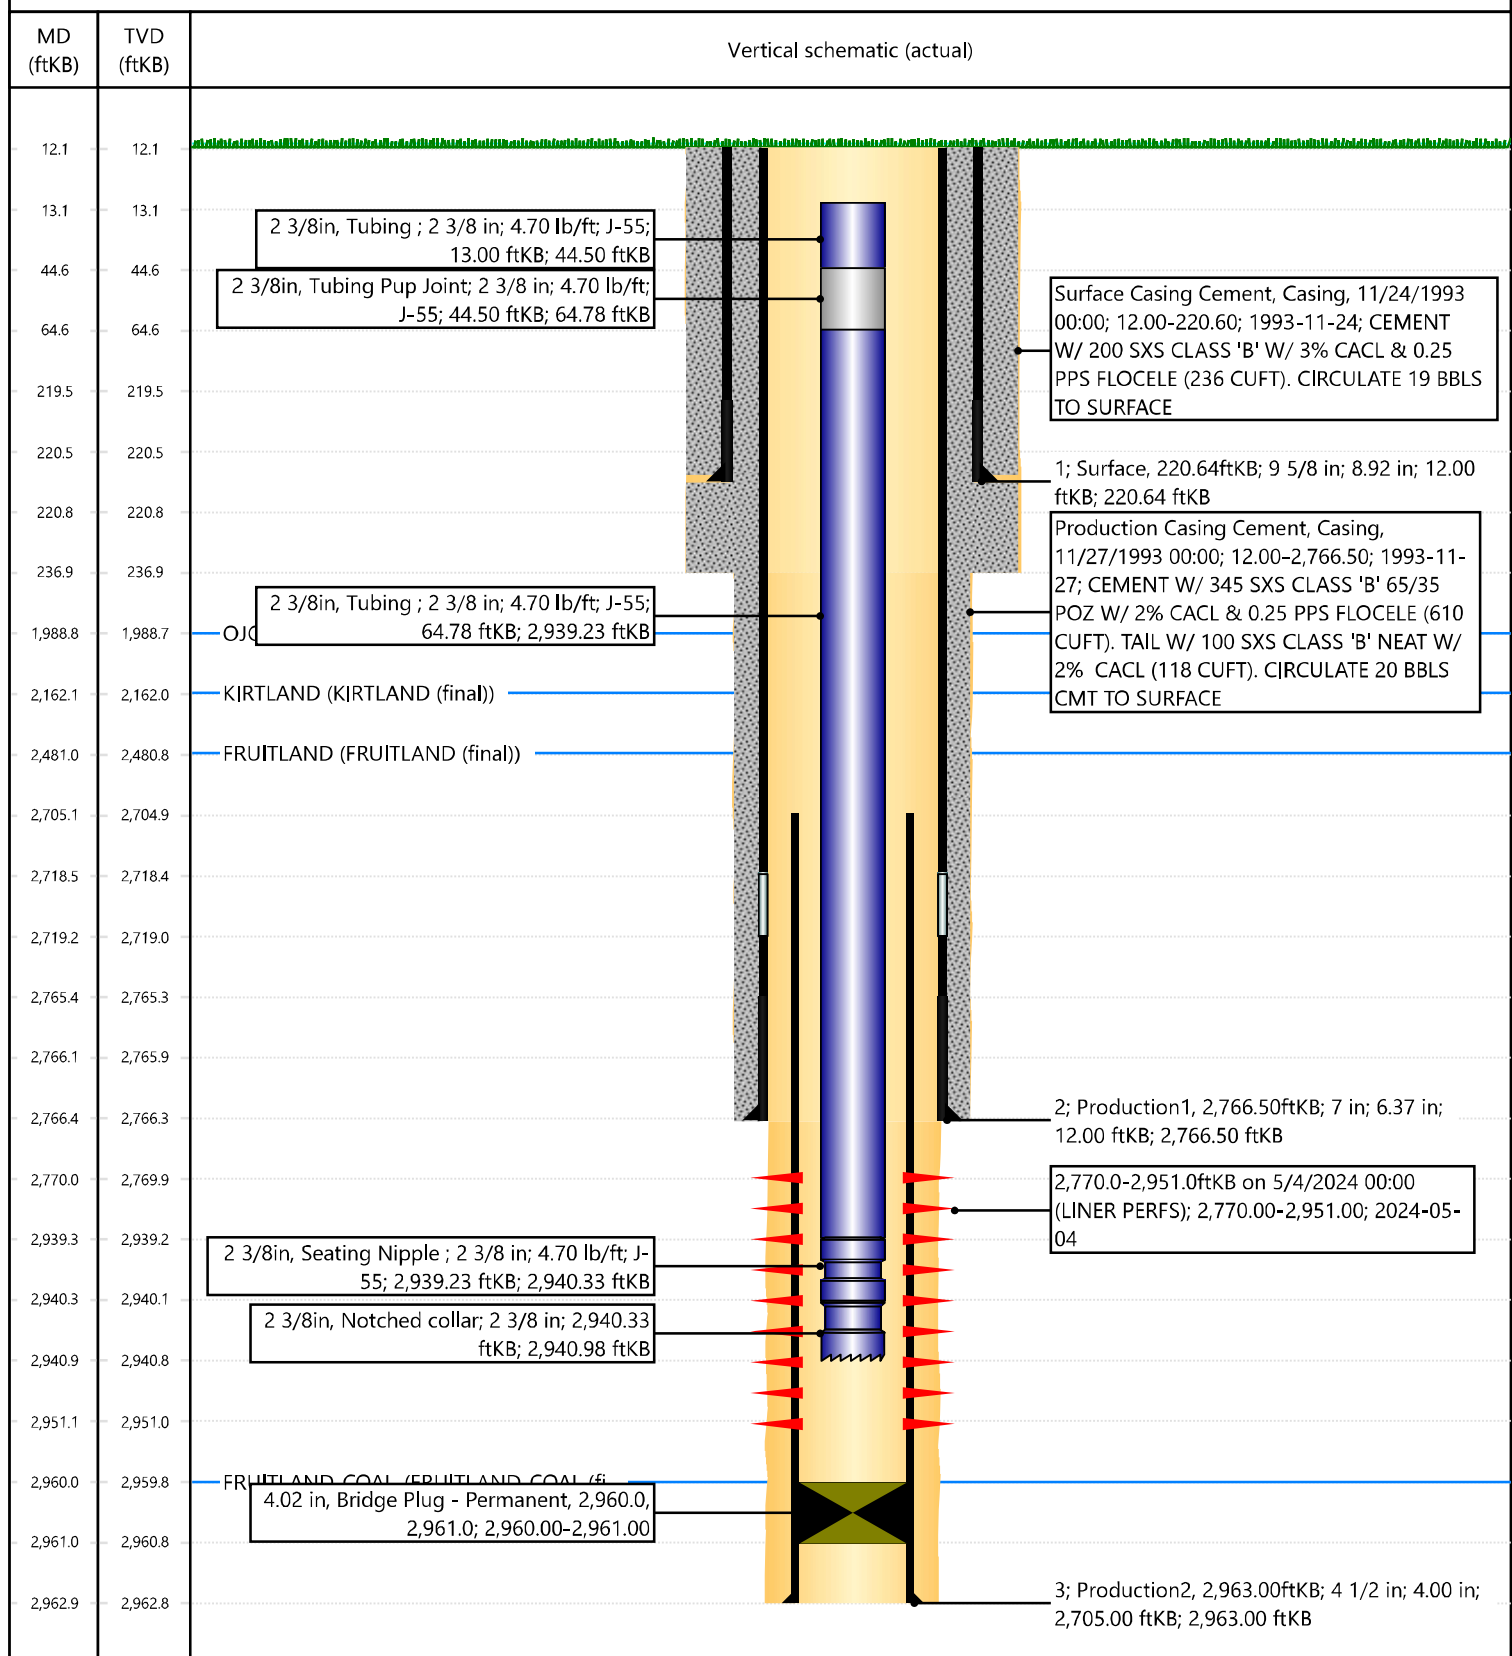 MD
(ftKB)
TVD
(ftKB)
Vertical schematic (actual)
12.1 12.1
13.1 13.1
2 3/8in, Tubing ; 2 3/8 in; 4.70 lb/ft; J-55;
13.00 ftKB; 44.50 ftKB
44.6 44.6
2 3/8in, Tubing Pup Joint; 2 3/8 in; 4.70 lb/ft;
J-55; 44.50 ftKB; 64.78 ftKB
Surface Casing Cement, Casing, 11/24/1993
00:00; 12.00-220.60; 1993-11-24; CEMENT
W/ 200 SXS CLASS 'B' W/ 3% CACL & 0.25
PPS FLOCELE (236 CUFT). CIRCULATE 19 BBLS
TO SURFACE
64.6 64.6
219.5 219.5
220.5 220.5
1; Surface, 220.64ftKB; 9 5/8 in; 8.92 in; 12.00
ftKB; 220.64 ftKB
220.8 220.8
Production Casing Cement, Casing,
11/27/1993 00:00; 12.00-2,766.50; 1993-11-
27; CEMENT W/ 345 SXS CLASS 'B' 65/35
POZ W/ 2% CACL & 0.25 PPS FLOCELE (610
CUFT). TAIL W/ 100 SXS CLASS 'B' NEAT W/
2% CACL (118 CUFT). CIRCULATE 20 BBLS
CMT TO SURFACE
236.9 236.9
2 3/8in, Tubing ; 2 3/8 in; 4.70 lb/ft; J-55;
64.78 ftKB; 2,939.23 ftKB
1,988.8 1,988.7
2,162.1 2,162.0 KIRTLAND (KIRTLAND (final))
2,481.0 2,480.8 FRUITLAND (FRUITLAND (final))
2,705.1 2,704.9
2,718.5 2,718.4
2,719.2 2,719.0
2,765.4 2,765.3
2,766.1 2,765.9
2,766.4 2,766.3
2; Production1, 2,766.50ftKB; 7 in; 6.37 in;
12.00 ftKB; 2,766.50 ftKB
2,770.0 2,769.9
2,770.0-2,951.0ftKB on 5/4/2024 00:00
(LINER PERFS); 2,770.00-2,951.00; 2024-05-
04
2,939.3 2,939.2
2 3/8in, Seating Nipple ; 2 3/8 in; 4.70 lb/ft; J-
55; 2,939.23 ftKB; 2,940.33 ftKB
2,940.3 2,940.1
2 3/8in, Notched collar; 2 3/8 in; 2,940.33
ftKB; 2,940.98 ftKB
2,940.9 2,940.8
2,951.1 2,951.0
2,960.0 2,959.8 FRUITLAND COAL (FRUITLAND COAL (fi
4.02 in, Bridge Plug - Permanent, 2,960.0,
2,961.0; 2,960.00-2,961.00
2,961.0 2,960.8
2,962.9 2,962.8
3; Production2, 2,963.00ftKB; 4 1/2 in; 4.00 in;
2,705.00 ftKB; 2,963.00 ftKB